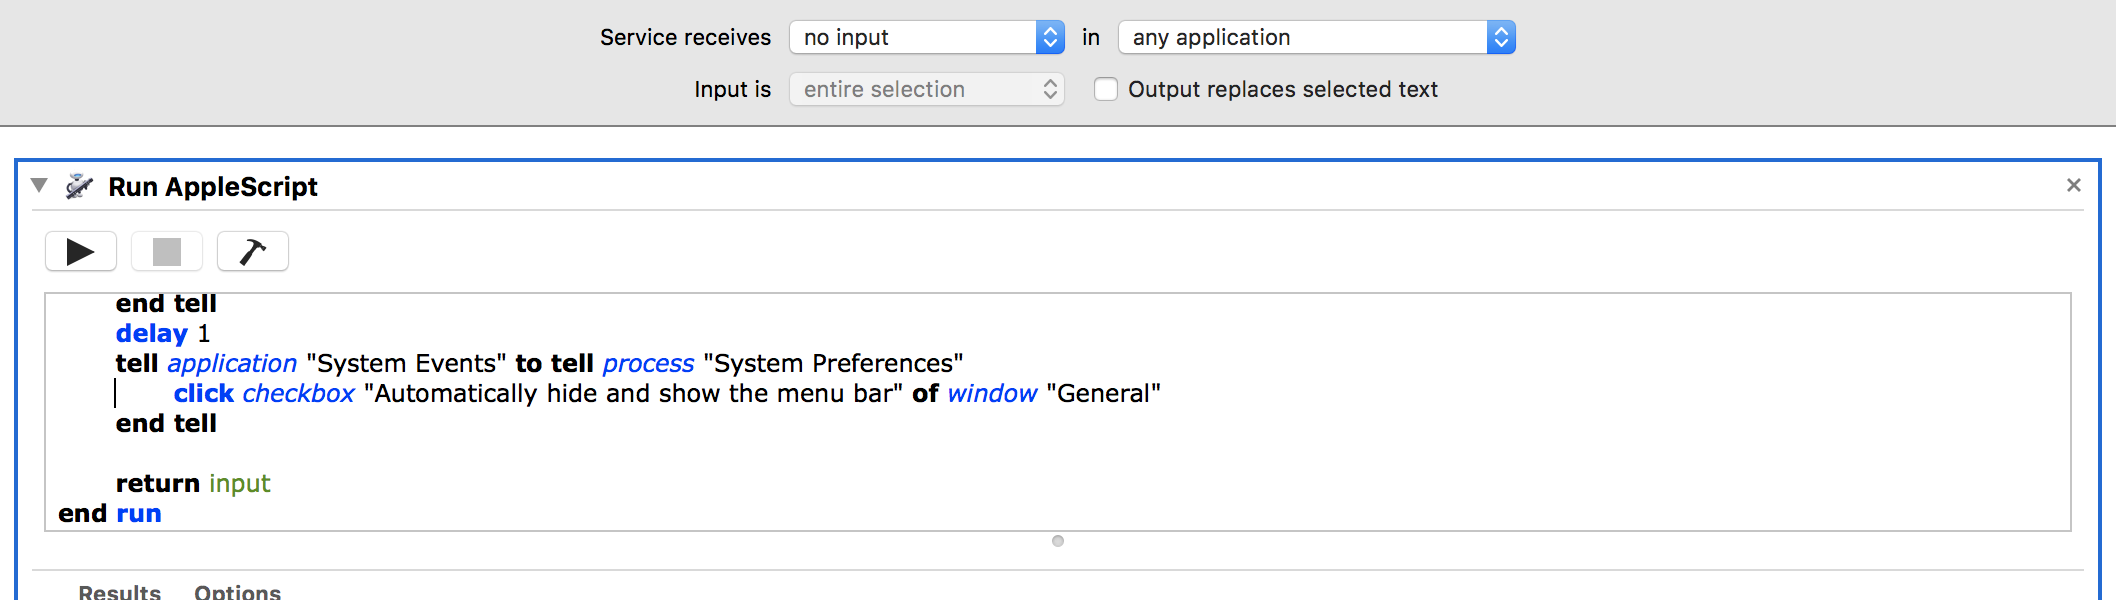 Service receives no input in any application
Input is entire selection Output replaces selected text
Run AppleScript
end tell
delay 1
tell application "System Events" to tell process "System Preferences"
click checkbox "Automatically hide and show the menu bar" of window "General"
end tell
return input
end run
Results Options